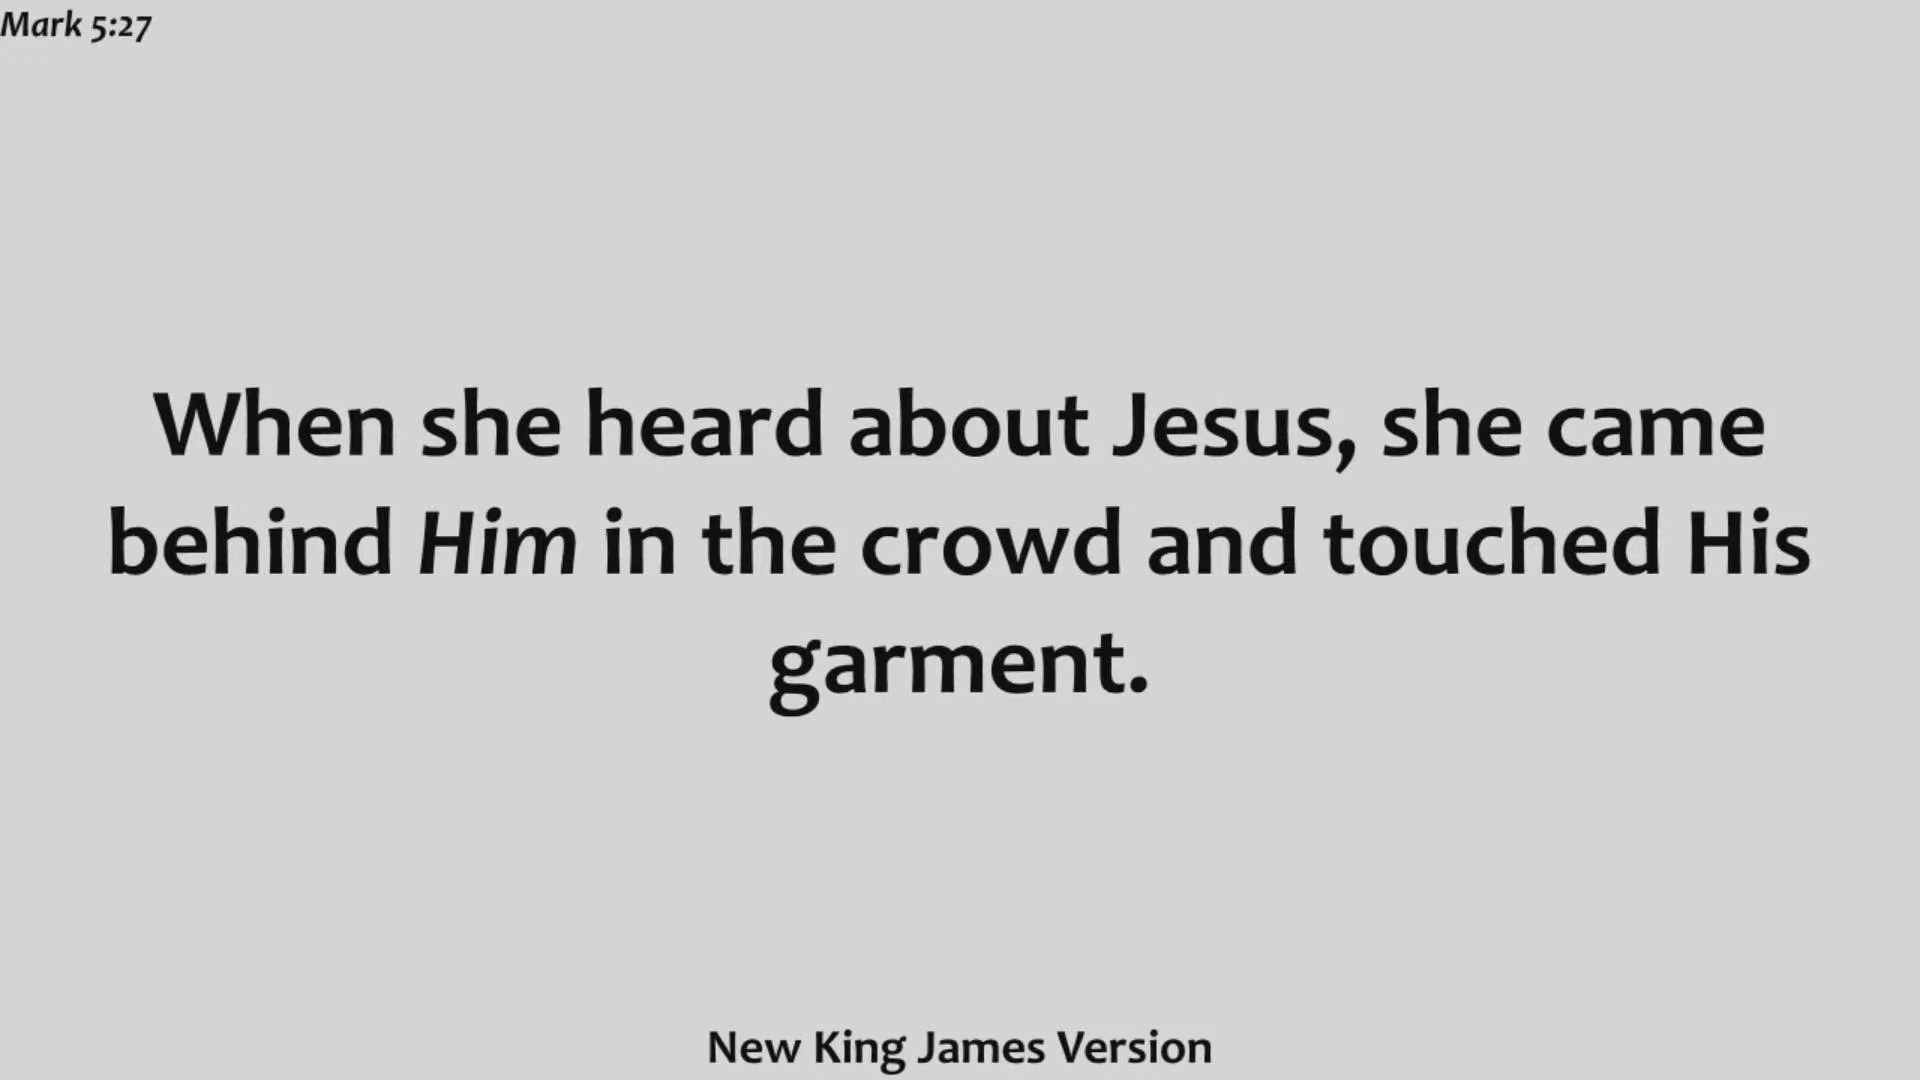 Mark 5:27
When she heard about Jesus, she came
behind Him in the crowd and touched His
garment.
New King James Version